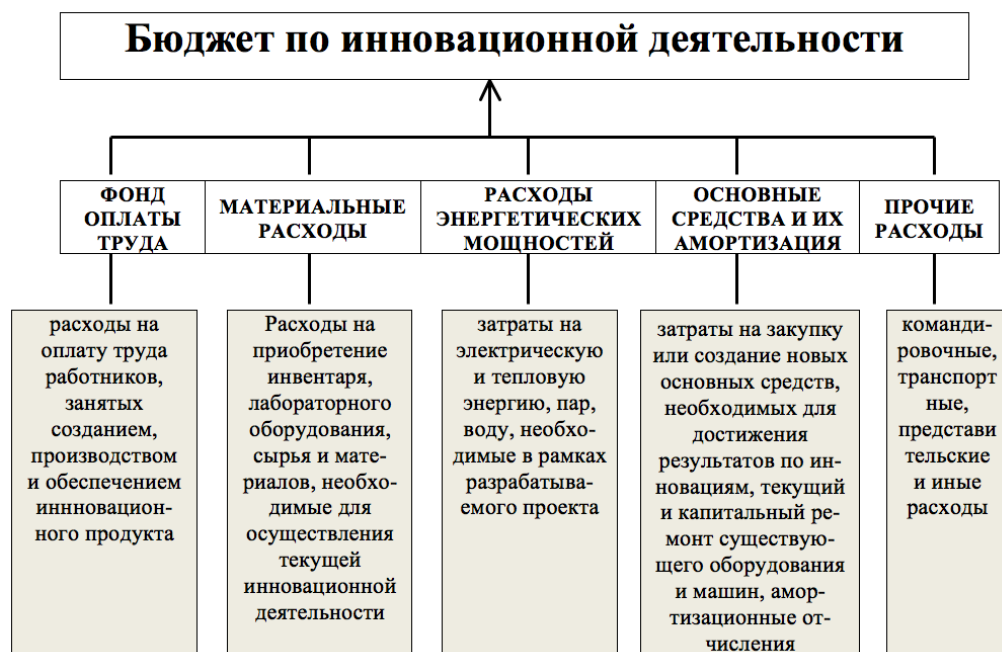 Бюджет по инновационной деятельности
ФОНД
ОПЛАТЫ
ТРУДА
МАТЕРИАЛЬНЫЕ
РАСХОДЫ
РАСХОДЫ
ЭНЕРГЕТИЧЕСКИХ
МОЩНОСТЕЙ
ОСНОВНЫЕ
СРЕДСТВА И ИХ
АМОРТИЗАЦИЯ
ПРОЧИЕ
РАСХОДЫ
расходы на
оплату труда
работников,
занятых
созданием,
производством
и обеспечением
иннновацион-
ного продукта
Расходы на
приобретение
инвентаря,
лабораторного
оборудования,
сырья и мате-
риалов, необхо-
димые для
осуществления
текущей
инновационной
деятельности
затраты на
электрическую
и тепловую
энергию, пар,
воду, необхо-
димые в рамках
разрабатыва-
емого проекта
затраты на закупку
или создание новых
основных средств,
необходимых для
достижения
результатов по ин-
новациям, текущий
и капитальный ре-
монт существую-
щего оборудования
и машин, амор-
тизационные от-
числения
команди-
ровочные,
транспорт
ные,
представи
тельские
и иные
расходы